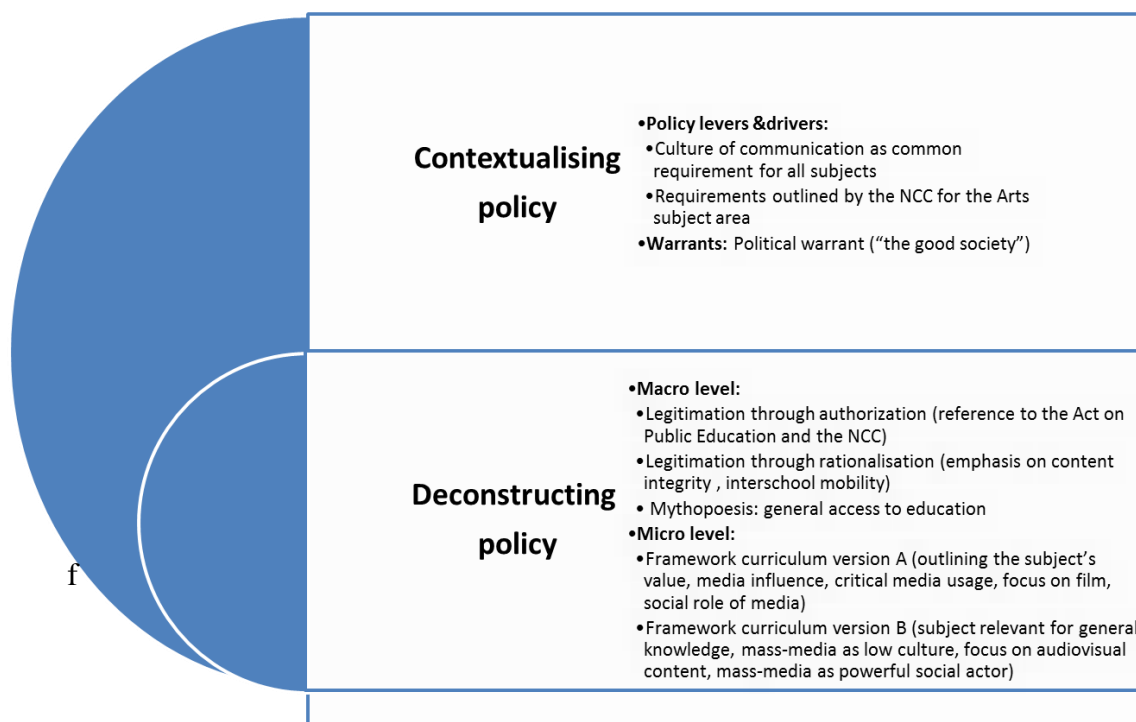 Contextualising
policy
•Policy levers &drivers:
•Culture of communication as common
requirement for all subjects
•Requirements outlined by the NCC for the Arts
subject area
•Warrants: Political warrant (“the good society”)
Deconstructing
policy
•Macro level:
•Legitimation through authorization (reference to the Act on
Public Education and the NCC)
•Legitimation through rationalisation (emphasis on content
integrity , interschool mobility)
• Mythopoesis: general access to education
•Micro level:
•Framework curriculum version A (outlining the subject’s
value, media influence, critical media usage, focus on film,
social role of media)
•Framework curriculum version B (subject relevant for general
knowledge, mass-media as low culture, focus on audiovisual
content, mass-media as powerful social actor)
f